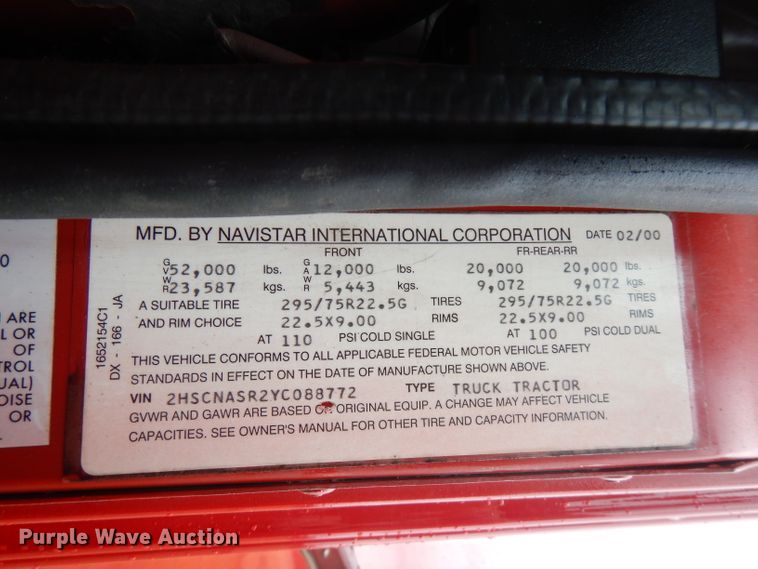 MFD. BY NAVISTAR INTERNATIONAL CORPORATION DATE 02/00
FRONT FR-REAR-RR
GVWR 52,000 lbs. GAWR 12,000 lbs. 20,000 20,000 lbs.
23,587 kgs. 5,443 kgs. 9,072 9,072 kgs.
A SUITABLE TIRE 295/75R22.5G TIRES 295/75R22.5G TIRES
AND RIM CHOICE 22.5X9.00 RIMS 22.5X9.00 RIMS
AT 110 PSI COLD SINGLE AT 100 PSI COLD DUAL
THIS VEHICLE CONFORMS TO ALL APPLICABLE FEDERAL MOTOR VEHICLE SAFETY
STANDARDS IN EFFECT ON THE DATE OF MANUFACTURE SHOWN ABOVE.
VIN 2HSCNASR2YC088772 TYPE TRUCK TRACTOR
GVWR AND GAWR ARE BASED ON ORIGINAL EQUIP. A CHANGE MAY AFFECT VEHICLE
CAPACITIES. SEE OWNER'S MANUAL FOR OTHER TIRE AND CAPACITY INFORMATION.
1652154C1
DX - 166 - JA
0
ARE
L OR
OF
TROL
UAL)
OISE
OR
Purple Wave Auction